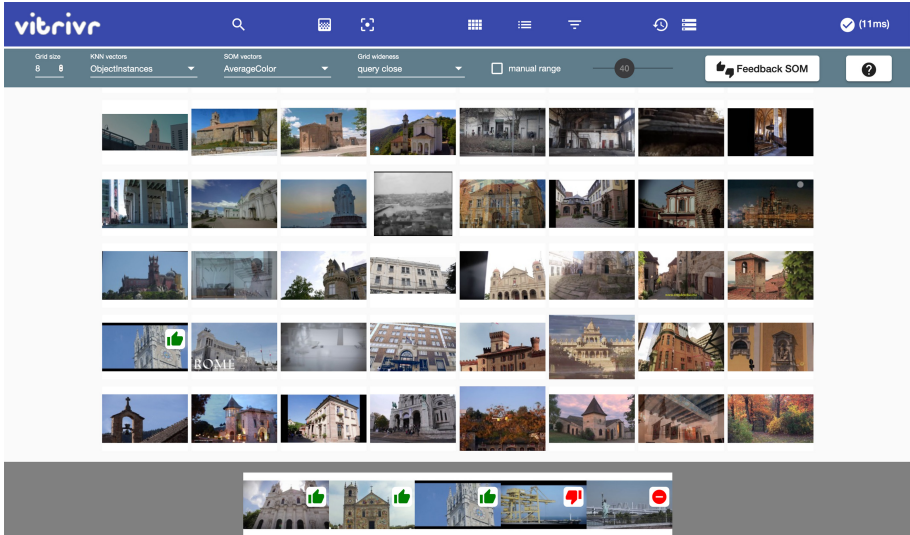 vitrivr
(11ms)
Grid size
8
KNN vectors
ObjectInstances
SOM vectors
AverageColor
Grid wideness
query close
manual range
40
Feedback SOM
ROME